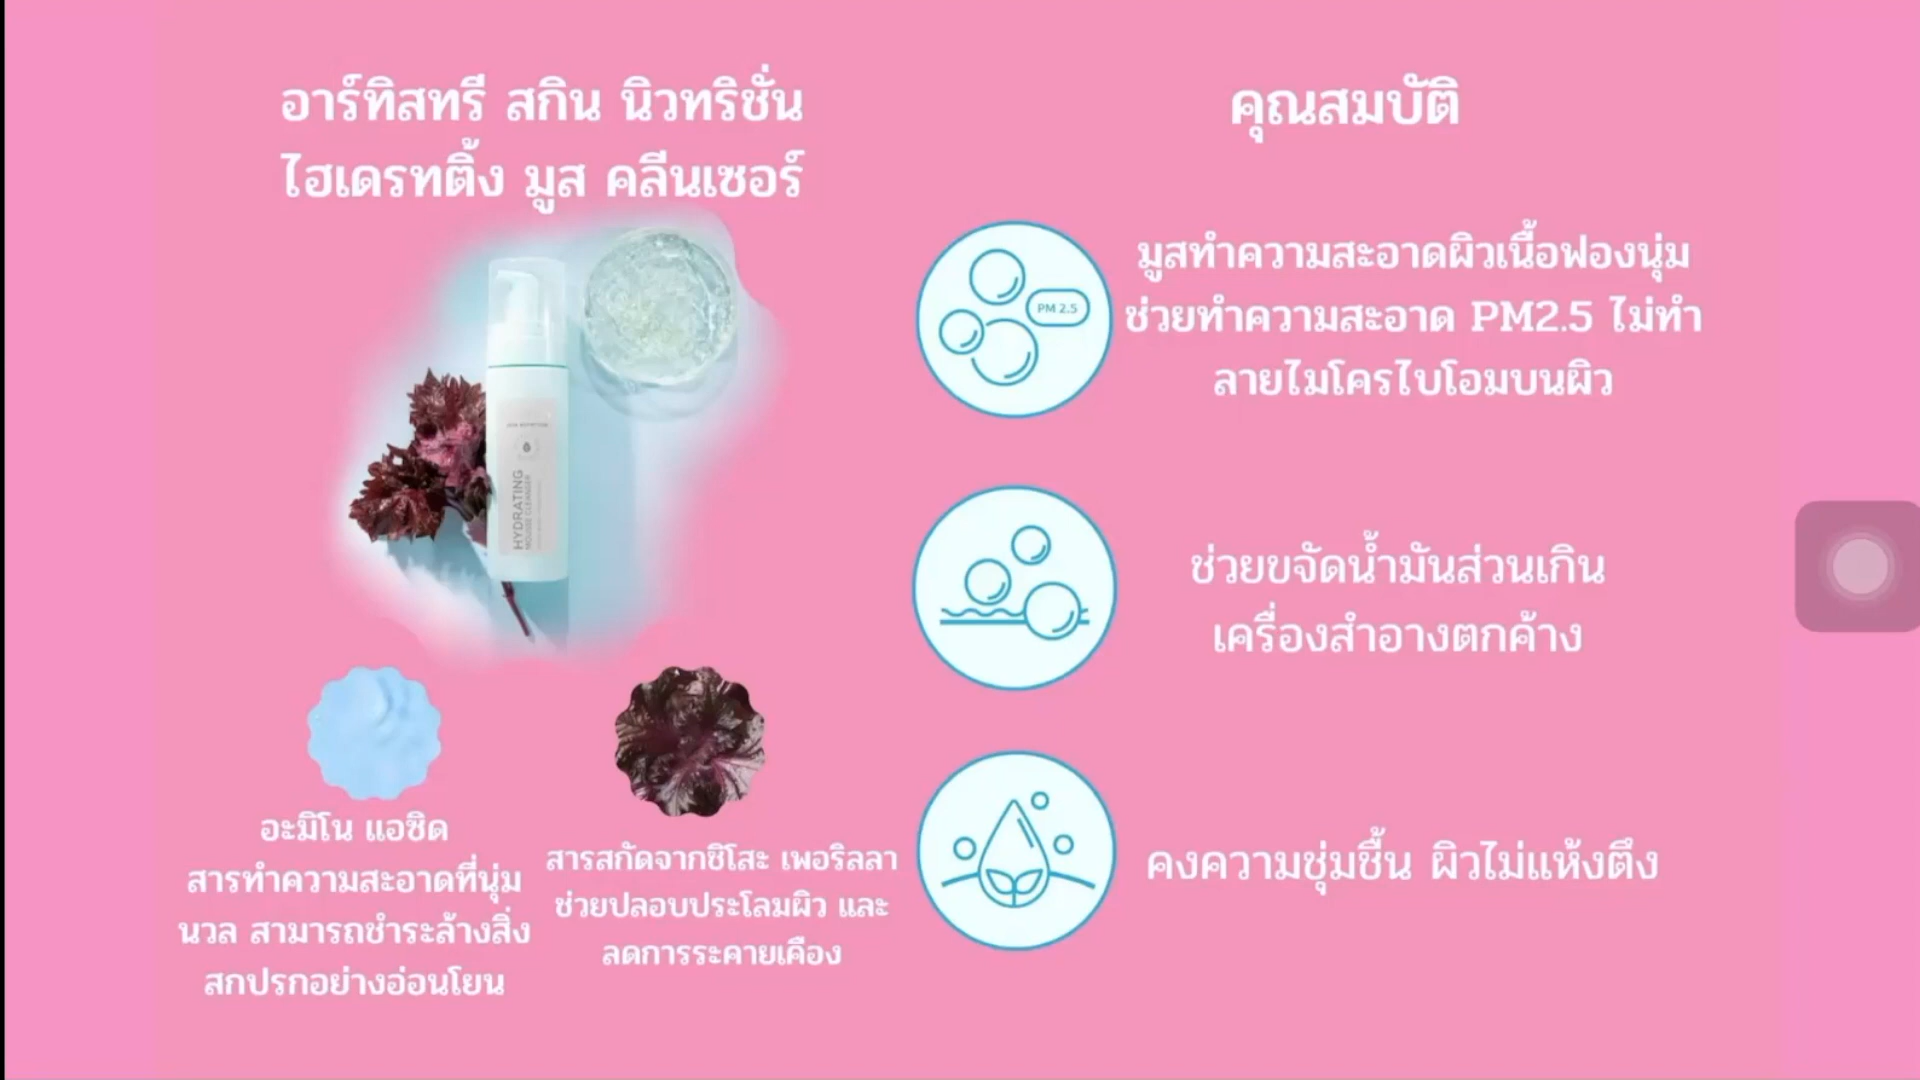 อาร์ทิสทรี สกิน นิวทริชั่น
ไฮเดรทติ้ง มูส คลีนเซอร์
HYDRATING
MOUSSE CLEANSER
อะมิโน แอซิด
สารทำความสะอาดที่นุ่ม
นวล สามารถชำระล้างสิ่ง
สกปรกอย่างอ่อนโยน
สารสกัดจากชิโสะ เพอริลลา
ช่วยปลอบประโลมผิว และ
ลดการระคายเคือง
คุณสมบัติ
PM 2.5
มูสทำความสะอาดผิวเนื้อฟองนุ่ม
ช่วยทำความสะอาด PM2.5 ไม่ทำ
ลายไมโครไบโอมบนผิว
ช่วยขจัดน้ำมันส่วนเกิน
เครื่องสำอางตกค้าง
คงความชุ่มชื้น ผิวไม่แห้งตึง